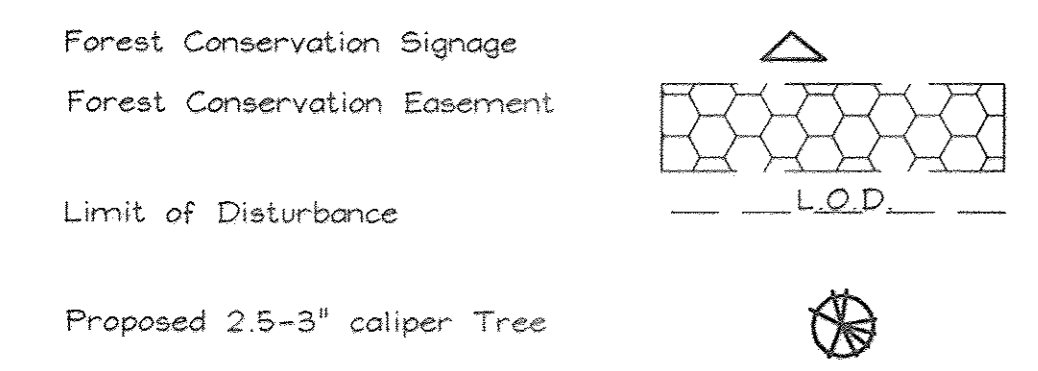 Forest Conservation Signage
Forest Conservation Easement
Limit of Disturbance L.O.D.
Proposed 2.5-3" caliper Tree